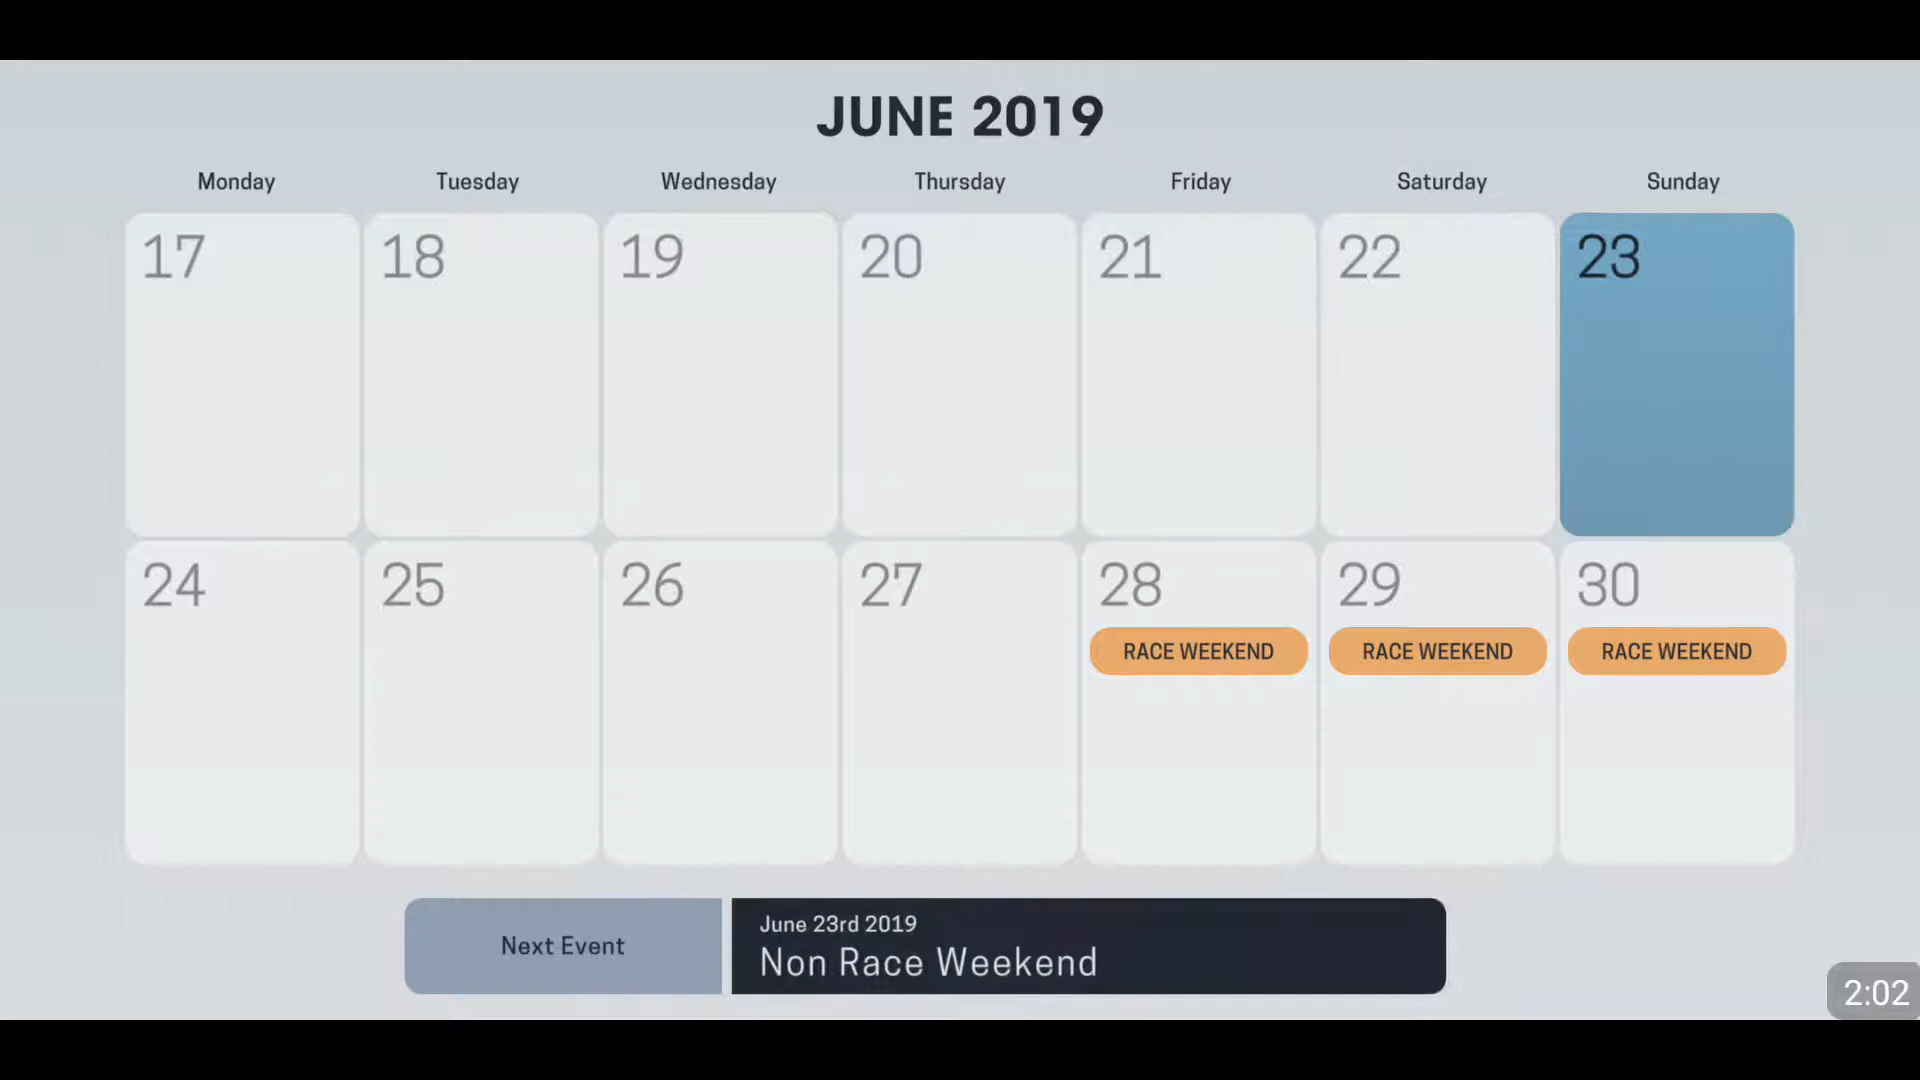 JUNE 2019
Monday Tuesday Wednesday Thursday Friday Saturday Sunday
17 18 19 20 21 22 23
24 25 26 27 28 29 30
RACE WEEKEND RACE WEEKEND RACE WEEKEND
Next Event
June 23rd 2019
Non Race Weekend
2:02